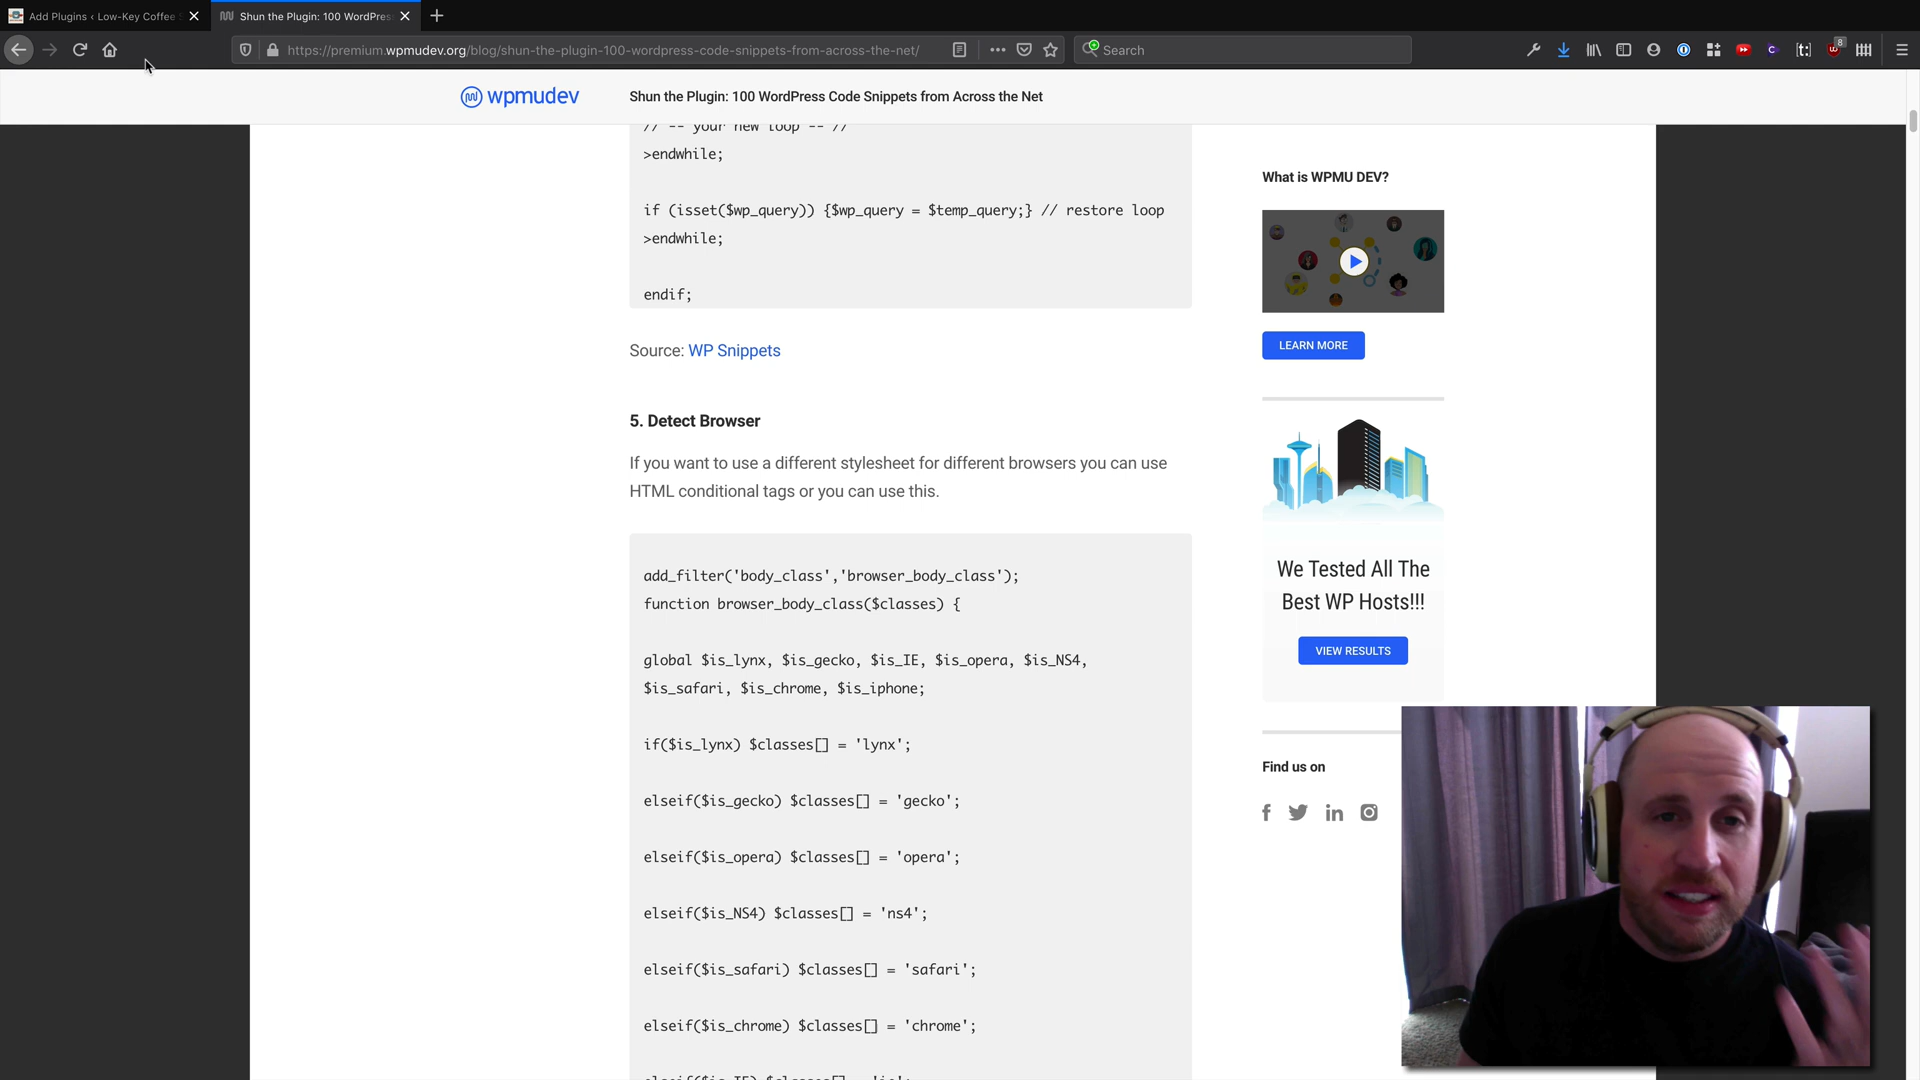 Add Plugins ‹ Low-Key Coffee
Shun the Plugin: 100 WordPres
https://premium.wpmudev.org/blog/shun-the-plugin-100-wordpress-code-snippets-from-across-the-net/
Search
8
wpmudev
Shun the Plugin: 100 WordPress Code Snippets from Across the Net
// -- your new loop -- //
>endwhile;
if (isset($wp_query)) {$wp_query = $temp_query;} // restore loop
>endwhile;
endif;
Source: WP Snippets
5. Detect Browser
If you want to use a different stylesheet for different browsers you can use
HTML conditional tags or you can use this.
add_filter('body_class','browser_body_class');
function browser_body_class($classes) {
global $is_lynx, $is_gecko, $is_IE, $is_opera, $is_NS4,
$is_safari, $is_chrome, $is_iphone;
if($is_lynx) $classes[] = 'lynx';
elseif($is_gecko) $classes[] = 'gecko';
elseif($is_opera) $classes[] = 'opera';
elseif($is_NS4) $classes[] = 'ns4';
elseif($is_safari) $classes[] = 'safari';
elseif($is_chrome) $classes[] = 'chrome';
What is WPMU DEV?
LEARN MORE
We Tested All The
Best WP Hosts!!!
VIEW RESULTS
Find us on